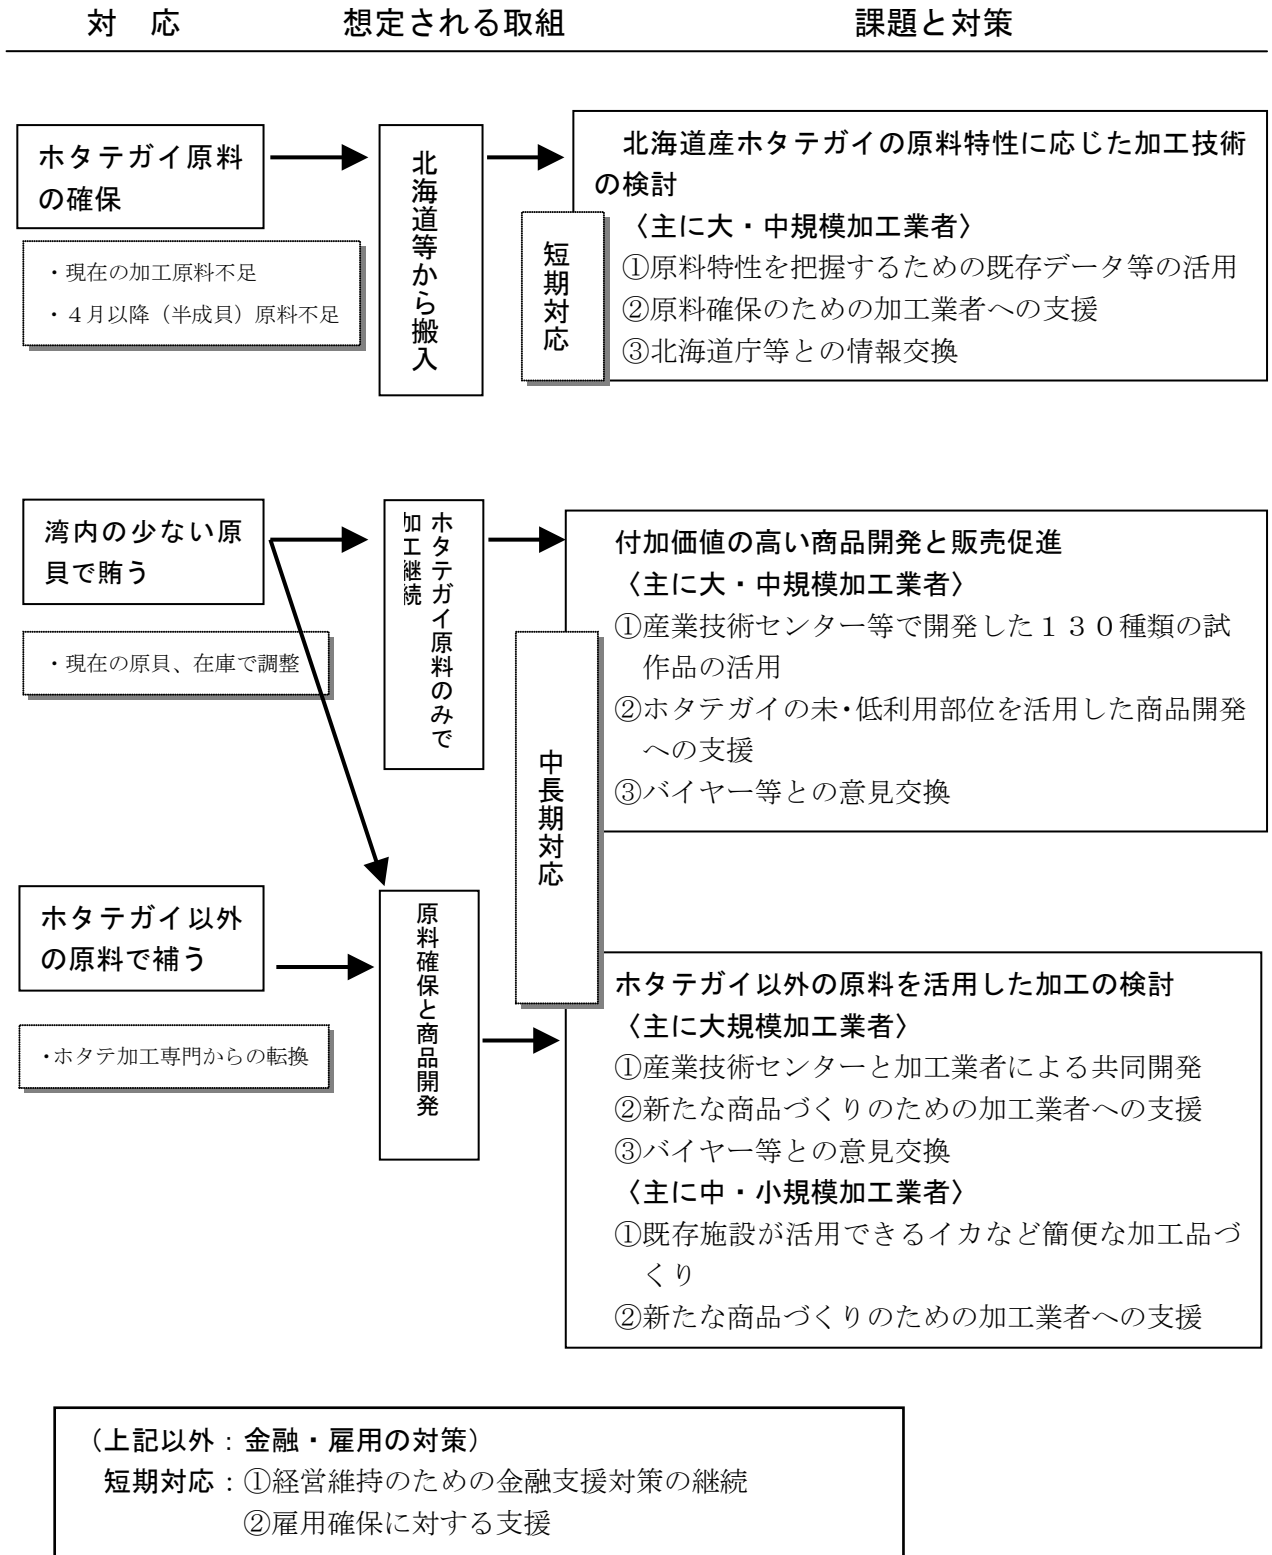 対　応　想定される取組　課題と対策
ホタテガイ原料
の確保
・現在の加工原料不足
・４月以降（半成貝）原料不足
北海道等から搬入
短期対応
北海道産ホタテガイの原料特性に応じた加工技術
の検討
〈主に大・中規模加工業者〉
①原料特性を把握するための既存データ等の活用
②原料確保のための加工業者への支援
③北海道庁等との情報交換
湾内の少ない原
貝で賄う
・現在の原貝、在庫で調整
ホタテガイ原料のみで
加工継続
中長期対応
付加価値の高い商品開発と販売促進
〈主に大・中規模加工業者〉
①産業技術センター等で開発した１３０種類の試
作品の活用
②ホタテガイの未・低利用部位を活用した商品開発
への支援
③バイヤー等との意見交換
ホタテガイ以外
の原料で補う
・ホタテ加工専門からの転換
原料確保と商品開発
ホタテガイ以外の原料を活用した加工の検討
〈主に大規模加工業者〉
①産業技術センターと加工業者による共同開発
②新たな商品づくりのための加工業者への支援
③バイヤー等との意見交換
〈主に中・小規模加工業者〉
①既存施設が活用できるイカなど簡便な加工品づ
くり
②新たな商品づくりのための加工業者への支援
（上記以外：金融・雇用の対策）
短期対応：①経営維持のための金融支援対策の継続
②雇用確保に対する支援